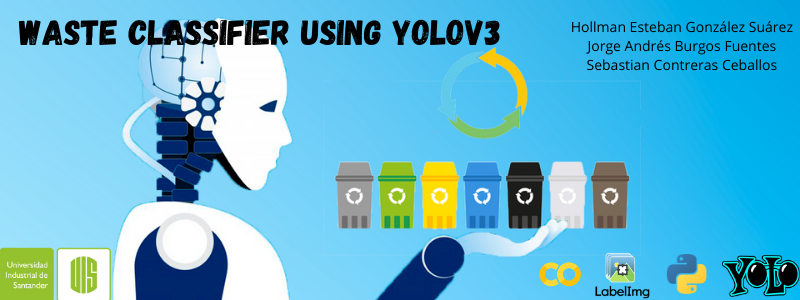 WASTE CLASSIFIER USING YOLOV3
Hollman Esteban González Suárez
Jorge Andrés Burgos Fuentes
Sebastian Contreras Ceballos
Universidad
Industrial de
Santander
UIS
LabelImg
YOLO